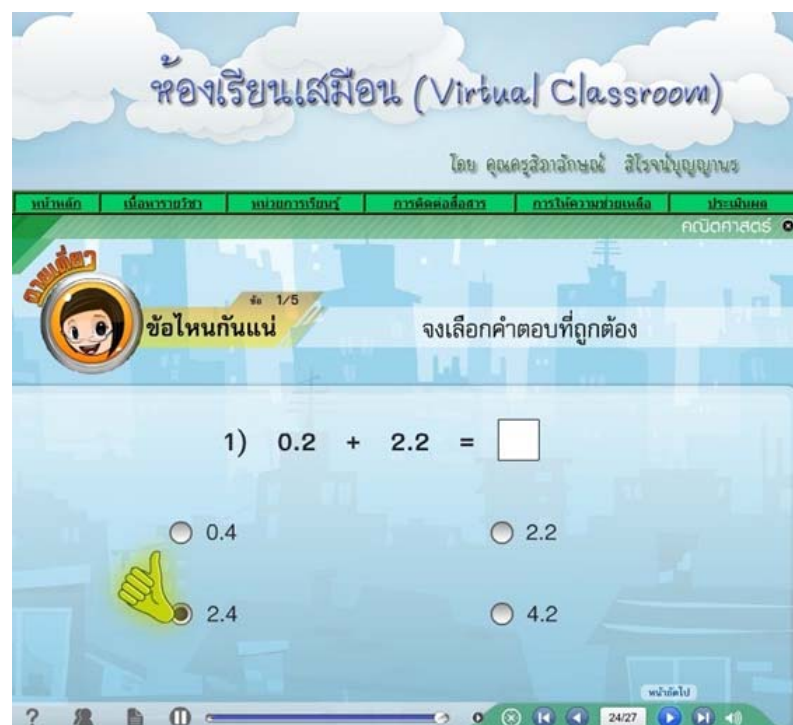 ห้องเรียนเสมือน (Virtual Classroom)
โดย คุณครูสิภาลักษณ์ สิโรจน์บุญญานร
หน้าหลัก เนื้อหารายวิชา หน่วยการเรียนรู้ การติดต่อสื่อสาร การให้ความช่วยเหลือ ประเมินผล
คณิตศาสตร์
ฉายเดี่ยว
ข้อ 1/5
ข้อไหนกันแน่ จงเลือกคำตอบที่ถูกต้อง
1) 0.2 + 2.2 =
0.4 2.2
2.4 4.2
หน้าถัดไป
24/27